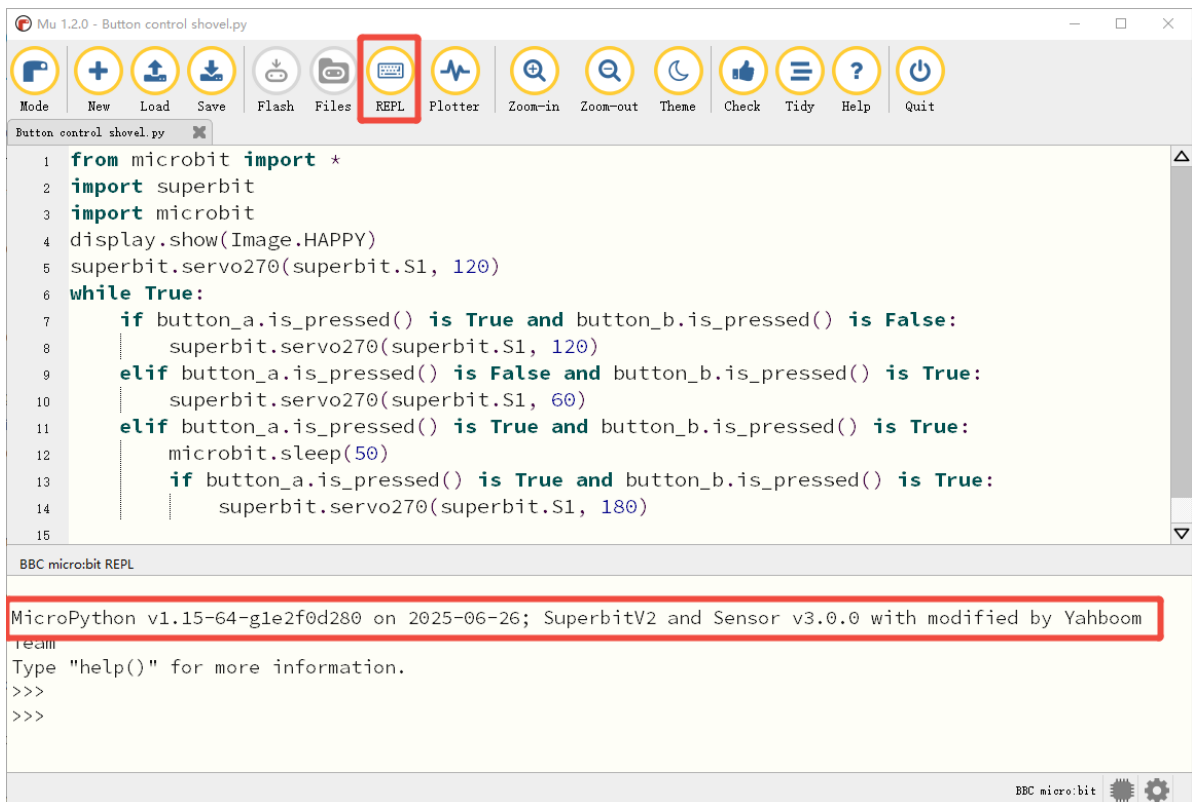 Mu 1.2.0 - Button control shovel.py
Mode New Load Save Flash Files REPL Plotter Zoom-in Zoom-out Theme Check Tidy Help Quit
Button control shovel.py
1 from microbit import *
2 import superbit
3 import microbit
4 display.show(Image.HAPPY)
5 superbit.servo270(superbit.S1, 120)
6 while True:
7     if button_a.is_pressed() is True and button_b.is_pressed() is False:
8         superbit.servo270(superbit.S1, 120)
9     elif button_a.is_pressed() is False and button_b.is_pressed() is True:
10         superbit.servo270(superbit.S1, 60)
11     elif button_a.is_pressed() is True and button_b.is_pressed() is True:
12         microbit.sleep(50)
13         if button_a.is_pressed() is True and button_b.is_pressed() is True:
14             superbit.servo270(superbit.S1, 180)
15
BBC micro:bit REPL
MicroPython v1.15-64-g1e2f0d280 on 2025-06-26; SuperbitV2 and Sensor v3.0.0 with modified by Yahboom
Team
Type "help()" for more information.
>>>
>>>
BBC micro:bit